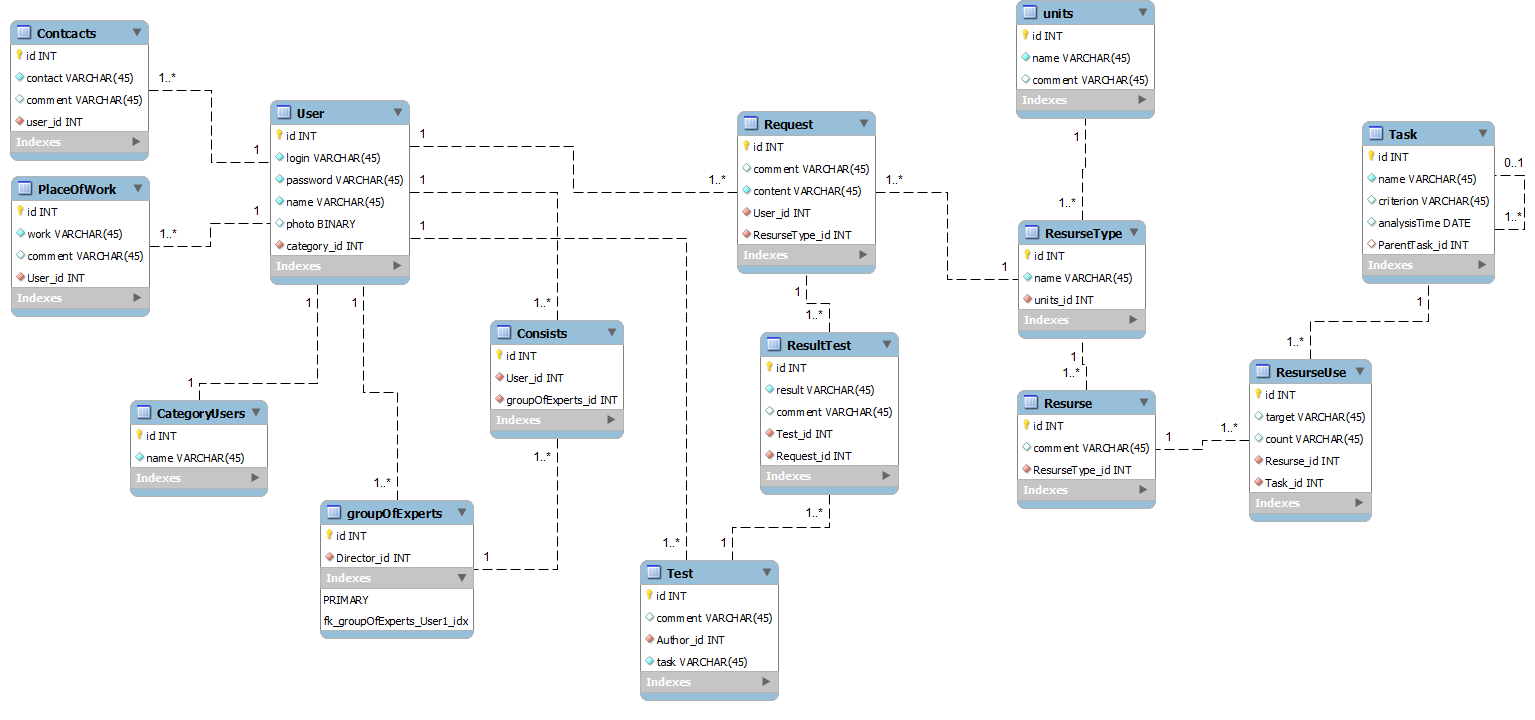 Contcacts
id INT
contact VARCHAR(45)
comment VARCHAR(45)
user_id INT
Indexes
1..*
1
PlaceOfWork
id INT
work VARCHAR(45)
comment VARCHAR(45)
User_id INT
Indexes
1..*
1
User
id INT
login VARCHAR(45)
password VARCHAR(45)
name VARCHAR(45)
photo BINARY
category_id INT
Indexes
1
1
1
1
1
1
CategoryUsers
id INT
name VARCHAR(45)
Indexes
1..*
groupOfExperts
id INT
Director_id INT
Indexes
PRIMARY
fk_groupOfExperts_User1_idx
1
1..*
Consists
id INT
User_id INT
groupOfExperts_id INT
Indexes
1..*
1..*
Request
id INT
comment VARCHAR(45)
content VARCHAR(45)
User_id INT
ResurseType_id INT
Indexes
1..*
1..*
1
1..*
ResultTest
id INT
result VARCHAR(45)
comment VARCHAR(45)
Test_id INT
Request_id INT
Indexes
1..*
1
1..*
Test
id INT
comment VARCHAR(45)
Author_id INT
task VARCHAR(45)
Indexes
units
id INT
name VARCHAR(45)
comment VARCHAR(45)
Indexes
1
1..*
1
ResurseType
id INT
name VARCHAR(45)
units_id INT
Indexes
1
1..*
Resurse
id INT
comment VARCHAR(45)
ResurseType_id INT
Indexes
1
1..*
Task
id INT
name VARCHAR(45)
criterion VARCHAR(45)
analysisTime DATE
ParentTask_id INT
Indexes
0..1
1..*
1
1..*
ResurseUse
id INT
target VARCHAR(45)
count VARCHAR(45)
Resurse_id INT
Task_id INT
Indexes